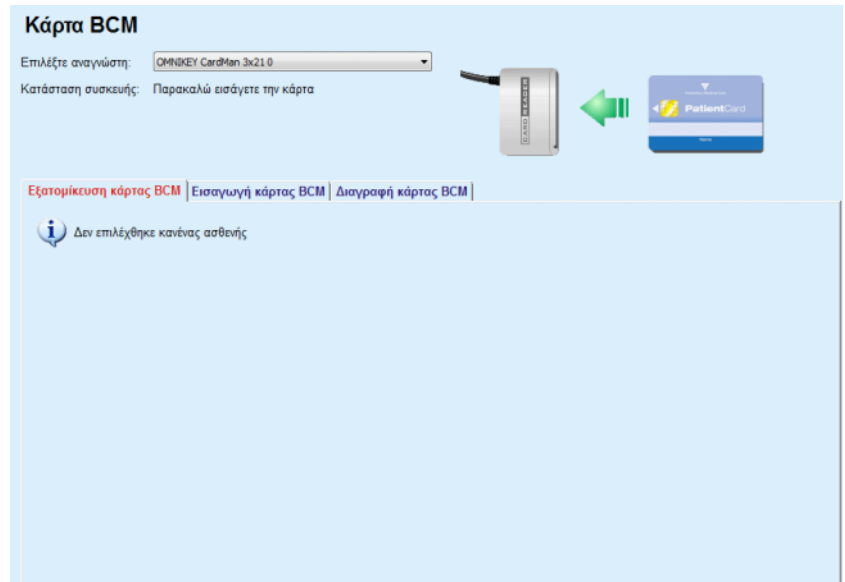 Κάρτα BCM
Επιλέξτε αναγνώστη: OMNIKEY CardMan 3x21 0
Κατάσταση συσκευής: Παρακαλώ εισάγετε την κάρτα
CARD READER
PatientCard
Εξατομίκευση κάρτας BCM Εισαγωγή κάρτας BCM Διαγραφή κάρτας BCM
Δεν επιλέχθηκε κανένας ασθενής